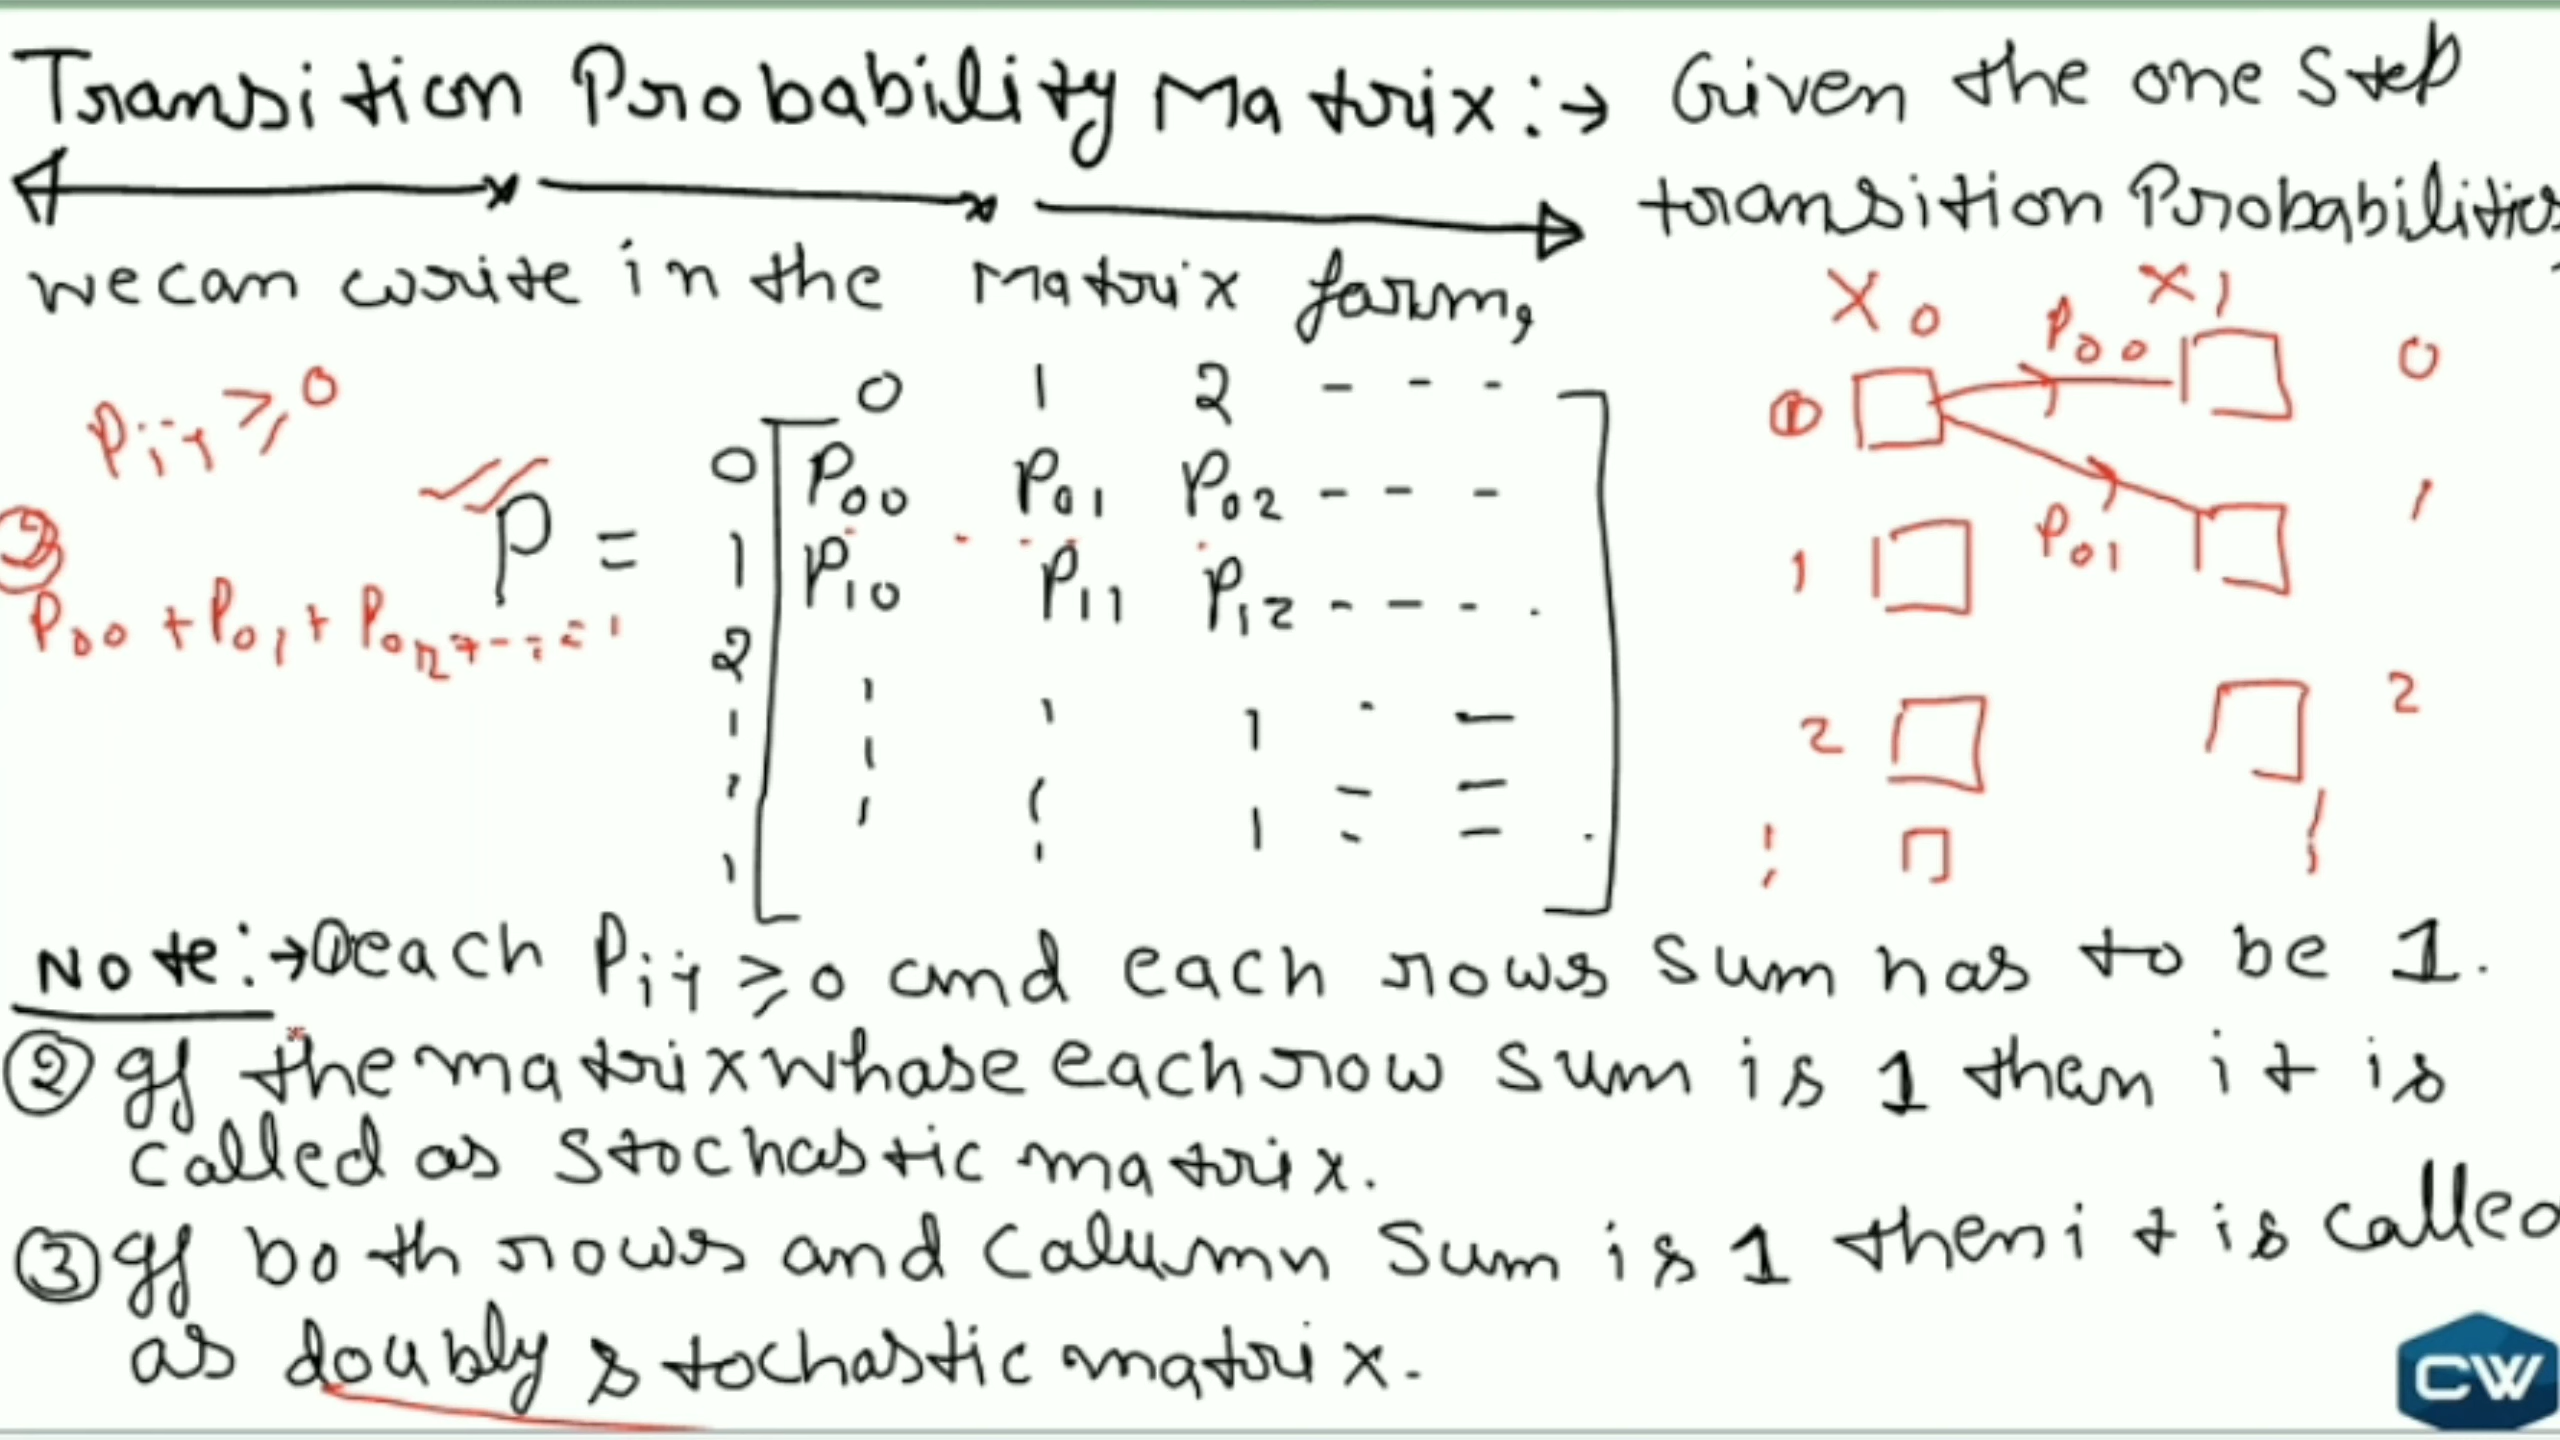 Transition Probability Matrix:→ Given the one step
transition Probabilities
we can write in the Matrix form,
X0 X1
P00
0 0
Pij ≥ 0
0 1 2 - - -
0 P00 P01 P02 - - -
P = 1 P10 P11 P12 - - - .
P01
1 1
②
P00 + P01 + P02 + - - = 1
2
2 2
Note:→① each Pij ≥ 0 and each rows sum has to be 1.
② If the matrix whose each row sum is 1 then it is
called as stochastic matrix.
③ If both rows and calumn sum is 1 then it is called
as doubly stochastic matrix.
CW